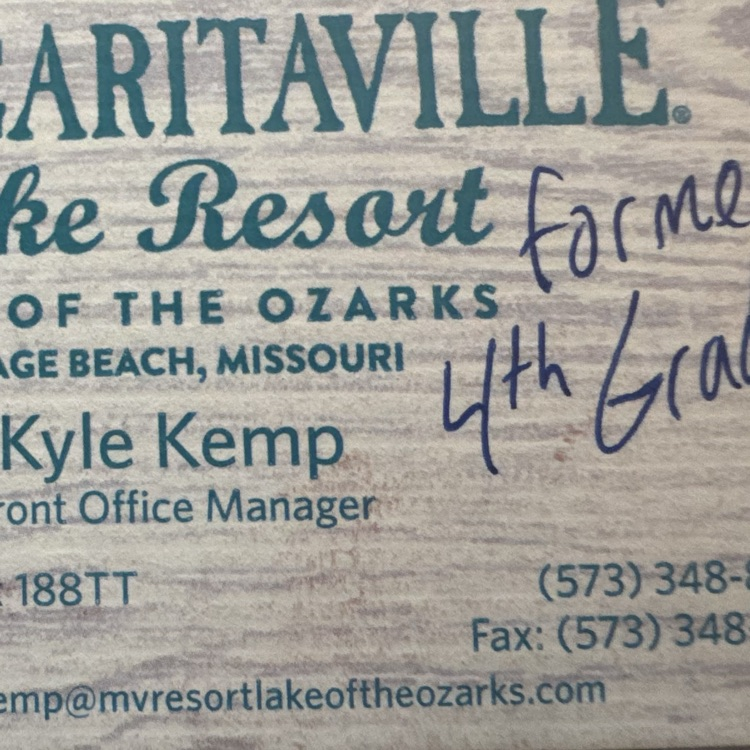 ARITAVILLE®
ke Resort
OF THE OZARKS
AGE BEACH, MISSOURI
Kyle Kemp
ront Office Manager
188TT
(573) 348-
Fax: (573) 348
emp@mvresortlakeoftheozarks.com
Forme
4th Gra